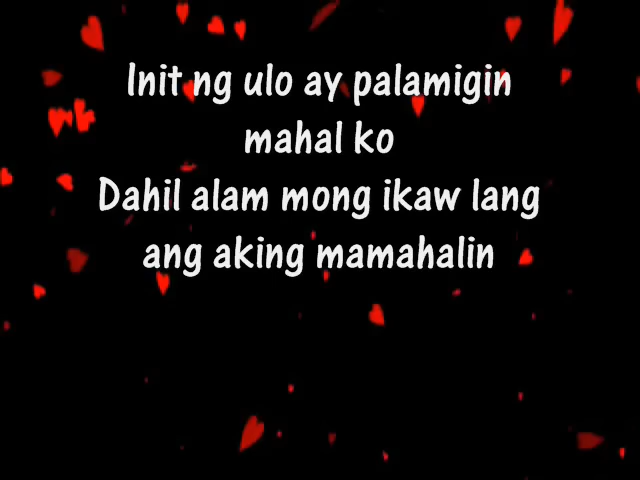 Init ng ulo ay palamigin
mahal ko
Dahil alam mong ikaw lang
ang aking mamahalin